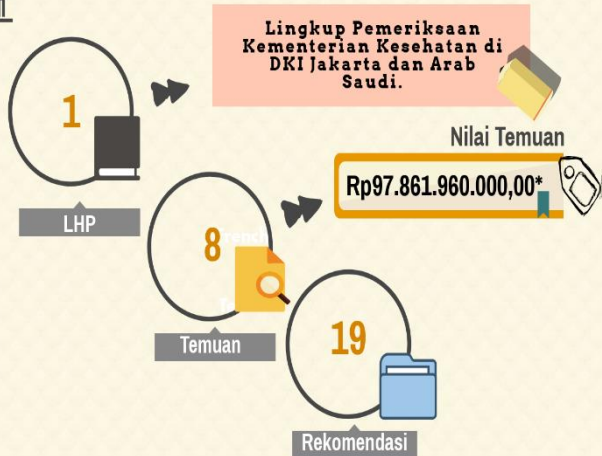 Lingkup Pemeriksaan
Kementerian Kesehatan di
DKI Jakarta dan Arab
Saudi.
1
LHP
Nilai Temuan
Rp97.861.960.000,00*
8
Temuan
19
Rekomendasi